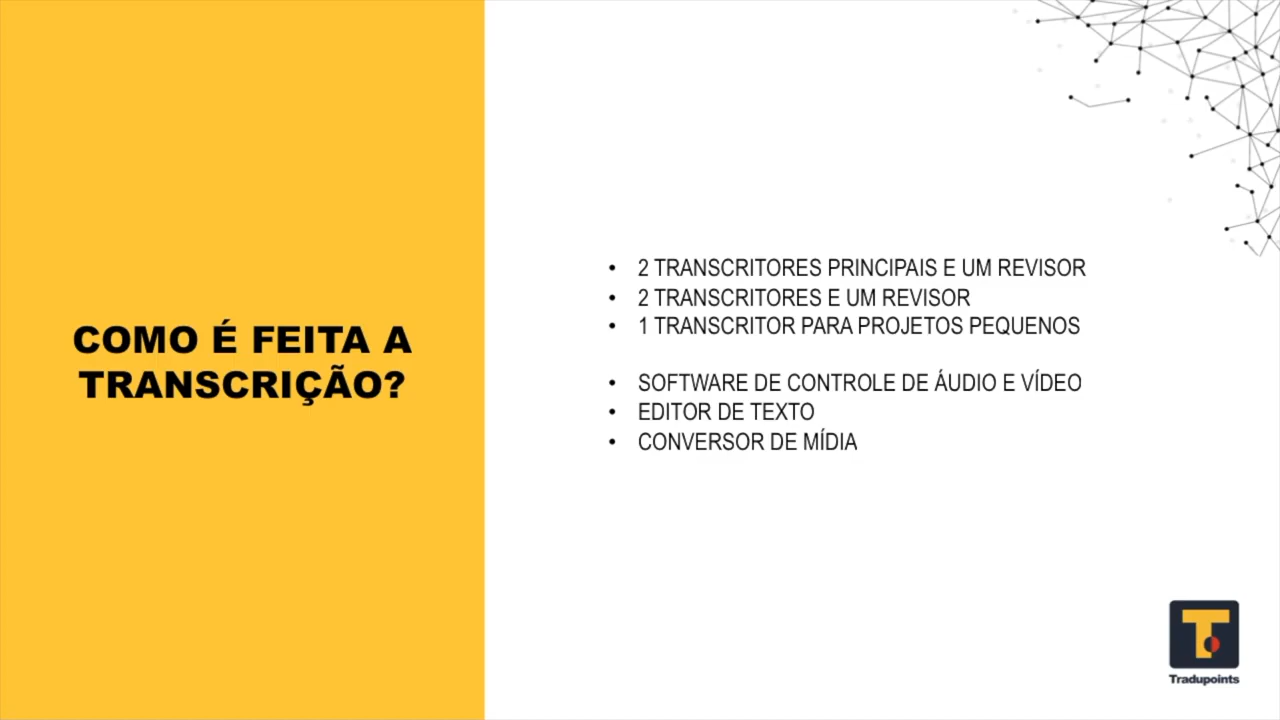 COMO É FEITA A
TRANSCRIÇÃO?
• 2 TRANSCRITORES PRINCIPAIS E UM REVISOR
• 2 TRANSCRITORES E UM REVISOR
• 1 TRANSCRITOR PARA PROJETOS PEQUENOS
• SOFTWARE DE CONTROLE DE ÁUDIO E VÍDEO
• EDITOR DE TEXTO
• CONVERSOR DE MÍDIA
T
Tradupoints